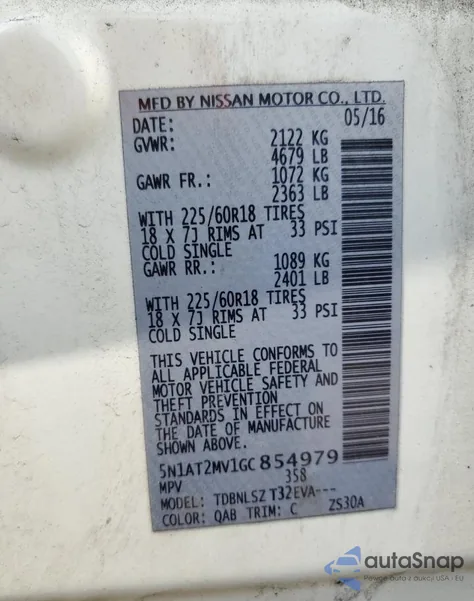 MFD BY NISSAN MOTOR CO., LTD.
DATE: 05/16
GVWR: 2122 KG
4679 LB
GAWR FR.: 1072 KG
2363 LB
WITH 225/60R18 TIRES
18 X 7J RIMS AT 33 PSI
COLD SINGLE
GAWR RR.: 1089 KG
2401 LB
WITH 225/60R18 TIRES
18 X 7J RIMS AT 33 PSI
COLD SINGLE
THIS VEHICLE CONFORMS TO
ALL APPLICABLE FEDERAL
MOTOR VEHICLE SAFETY AND
THEFT PREVENTION
STANDARDS IN EFFECT ON
THE DATE OF MANUFACTURE
SHOWN ABOVE.
5N1AT2MV1GC854979
MPV 358
MODEL: TDBNLSZ T32EVA---
COLOR: QAB TRIM: C ZS30A
autoSnap
The auto z USA - EU